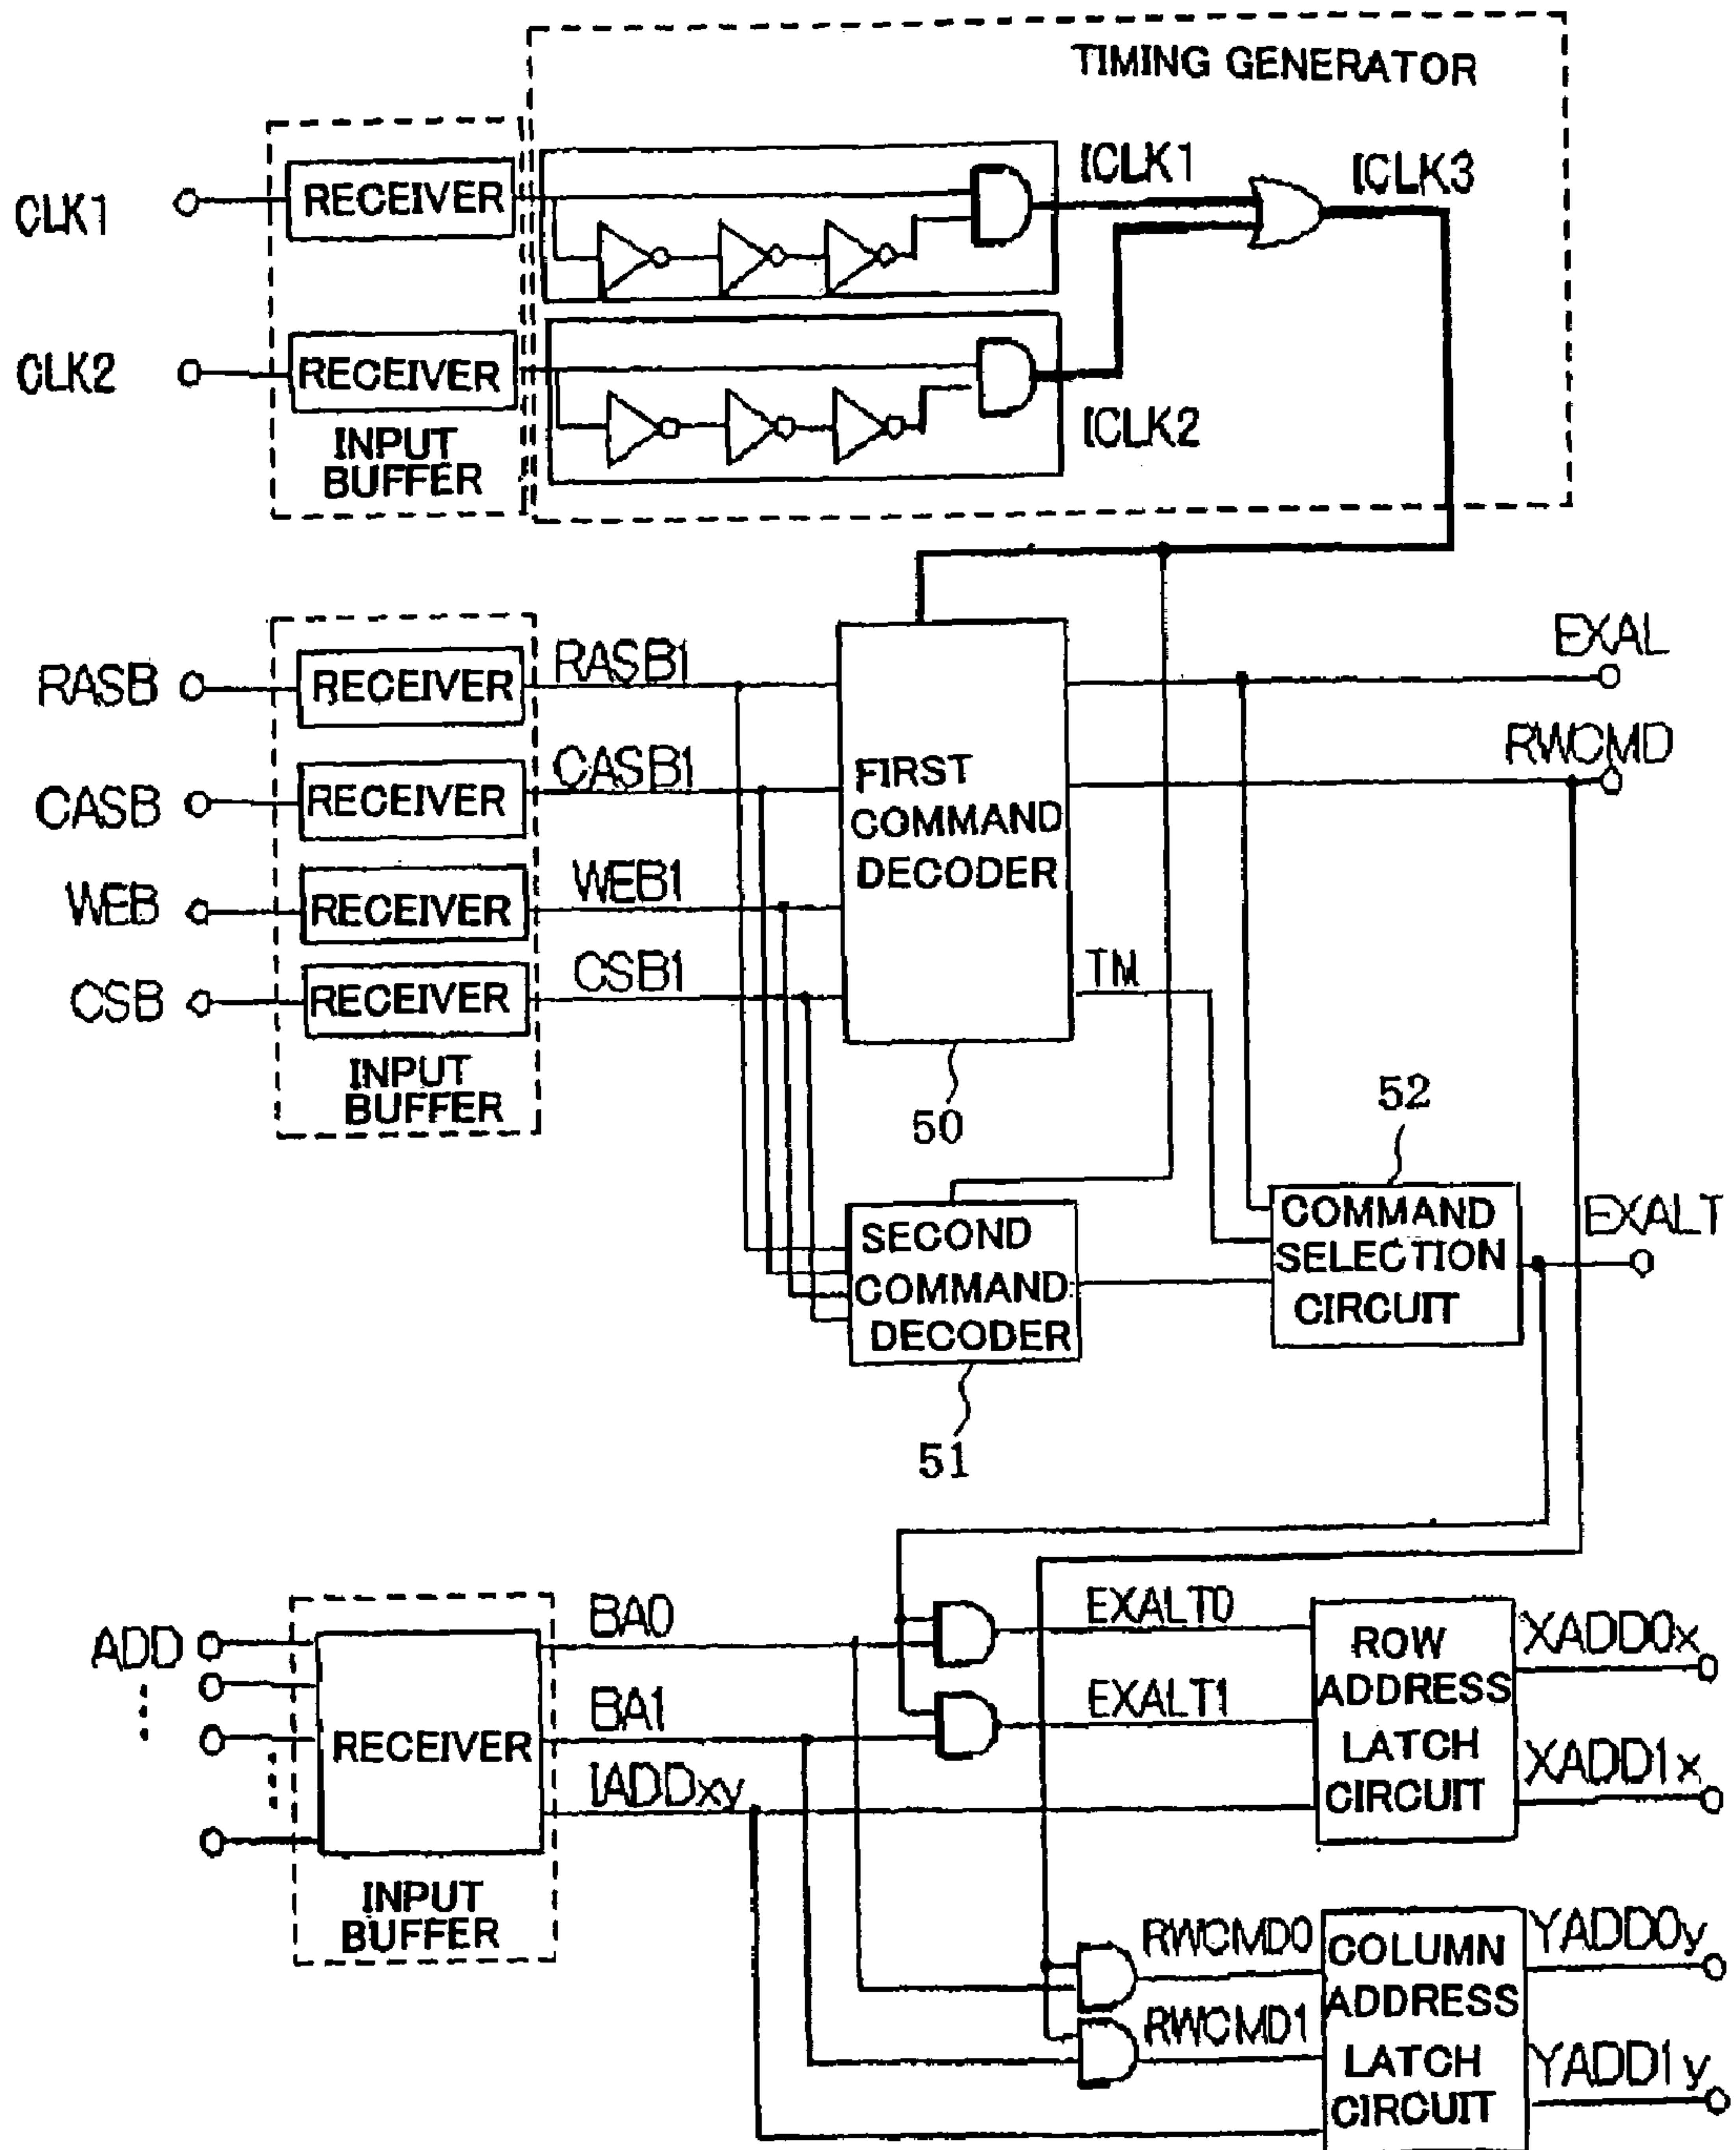 TIMING GENERATOR
CLK1
RECEIVER
ICLK1
ICLK3
CLK2
RECEIVER
ICLK2
INPUT
BUFFER
RASB
RECEIVER
RASB1
EXAL
CASB
RECEIVER
CASB1
RWCMD
WEB
RECEIVER
WEB1
CSB
RECEIVER
CSB1
INPUT
BUFFER
FIRST
COMMAND
DECODER
TM
50
52
SECOND
COMMAND
DECODER
51
COMMAND
SELECTION
CIRCUIT
EXALT
ADD
RECEIVER
INPUT
BUFFER
BA0
BA1
IADDxy
EXALT0
EXALT1
ROW
ADDRESS
LATCH
CIRCUIT
XADD0x
XADD1x
RWCMD0
RWCMD1
COLUMN
ADDRESS
LATCH
CIRCUIT
YADD0y
YADD1y